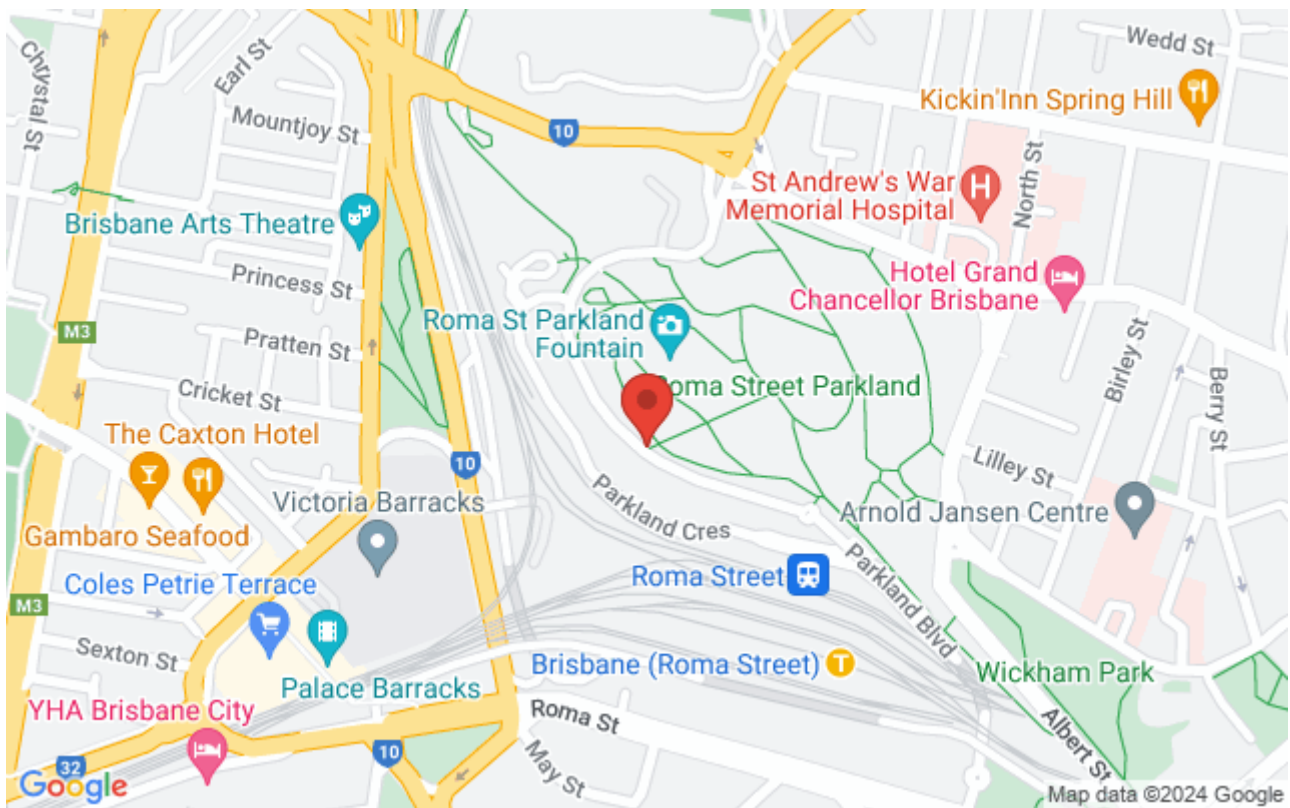 Wedd St
Chrystal St
Earl St
Kickin'Inn Spring Hill
Mountjoy St
10
North St
St Andrew's War
Memorial Hospital
H
Brisbane Arts Theatre
Princess St
Hotel Grand
Chancellor Brisbane
M3
Roma St Parkland
Fountain
Pratten St
Birley St
Berry St
Cricket St
Roma Street Parkland
The Caxton Hotel
Lilley St
10
Victoria Barracks
Parkland Cres
Arnold Jansen Centre
Gambaro Seafood
Coles Petrie Terrace
Roma Street
Parkland Blvd
M3
Sexton St
Brisbane (Roma Street)
T
Wickham Park
Palace Barracks
YHA Brisbane City
Roma St
Albert St
10
May St
32
Google
Map data ©2024 Google